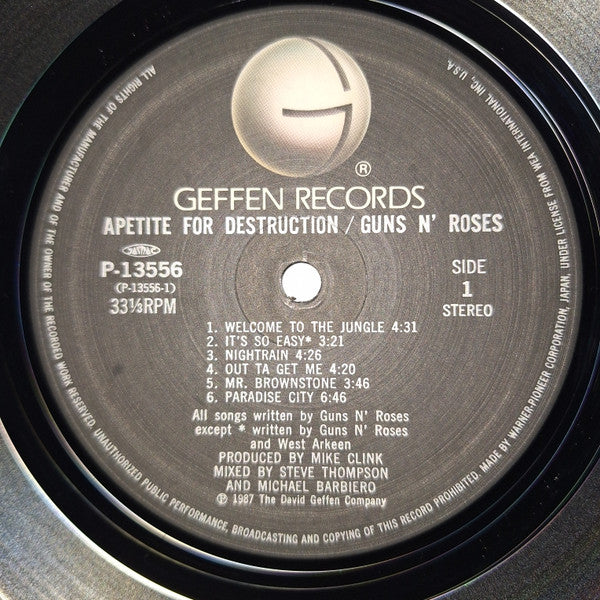 G
®
GEFFEN RECORDS
APETITE FOR DESTRUCTION / GUNS N' ROSES
P-13556
(P-13556-1)
33⅓RPM
SIDE
1
STEREO
1. WELCOME TO THE JUNGLE 4:31
2. IT'S SO EASY* 3:21
3. NIGHTRAIN 4:26
4. OUT TA GET ME 4:20
5. MR. BROWNSTONE 3:46
6. PARADISE CITY 6:46
All songs written by Guns N' Roses
except * written by Guns N' Roses
and West Arkeen
PRODUCED BY MIKE CLINK
MIXED BY STEVE THOMPSON
AND MICHAEL BARBIERO
℗ 1987 The David Geffen Company
ALL RIGHTS OF THE MANUFACTURER AND OF THE OWNER OF THE RECORDED WORK RESERVED. UNAUTHORIZED PUBLIC PERFORMANCE, BROADCASTING AND COPYING OF THIS RECORD PROHIBITED. MADE BY WARNER-PIONEER CORPORATION, JAPAN, UNDER LICENSE FROM WEA INTERNATIONAL INC., U.S.A.